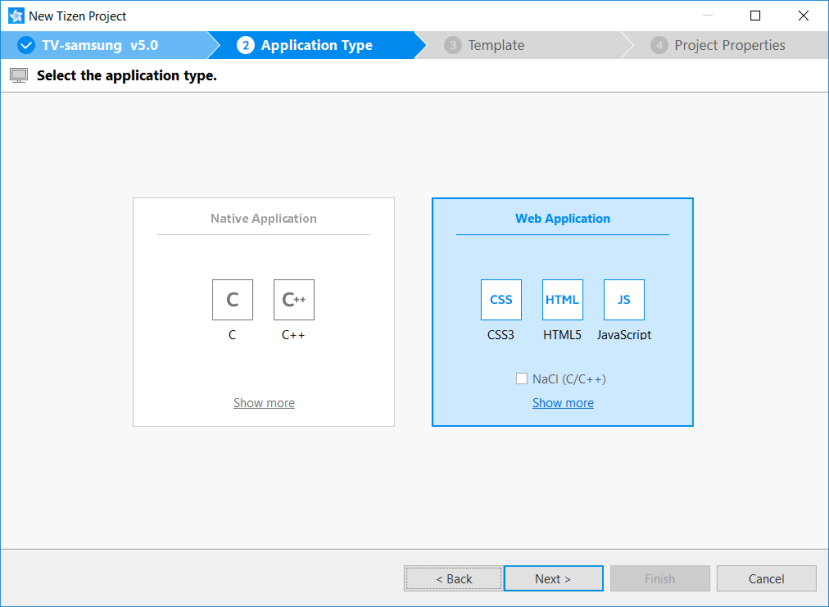 New Tizen Project
TV-samsung v5.0
2 Application Type
3 Template
4 Project Properties
Select the application type.
Native Application
Web Application
C C++
CSS HTML JS
C C++
CSS3 HTML5 JavaScript
NaCl (C/C++)
Show more
Show more
< Back
Next >
Finish
Cancel